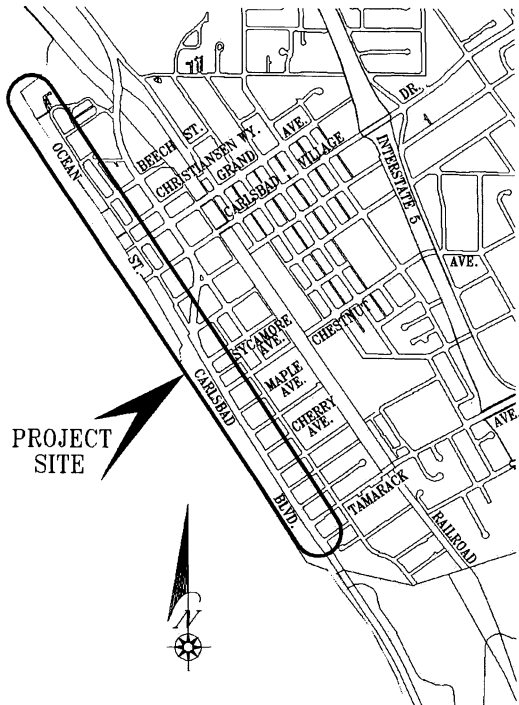 DR.
BEECH ST.
CHRISTIANSEN WY.
GRAND AVE.
CARLSBAD VILLAGE
INTERSTATE 5
OCEAN
ST.
AVE.
CHESTNUT
SYCAMORE
AVE.
MAPLE
AVE.
CARLSBAD
CHERRY
AVE.
AVE.
PROJECT
SITE
TAMARACK
BLVD.
RAILROAD
N